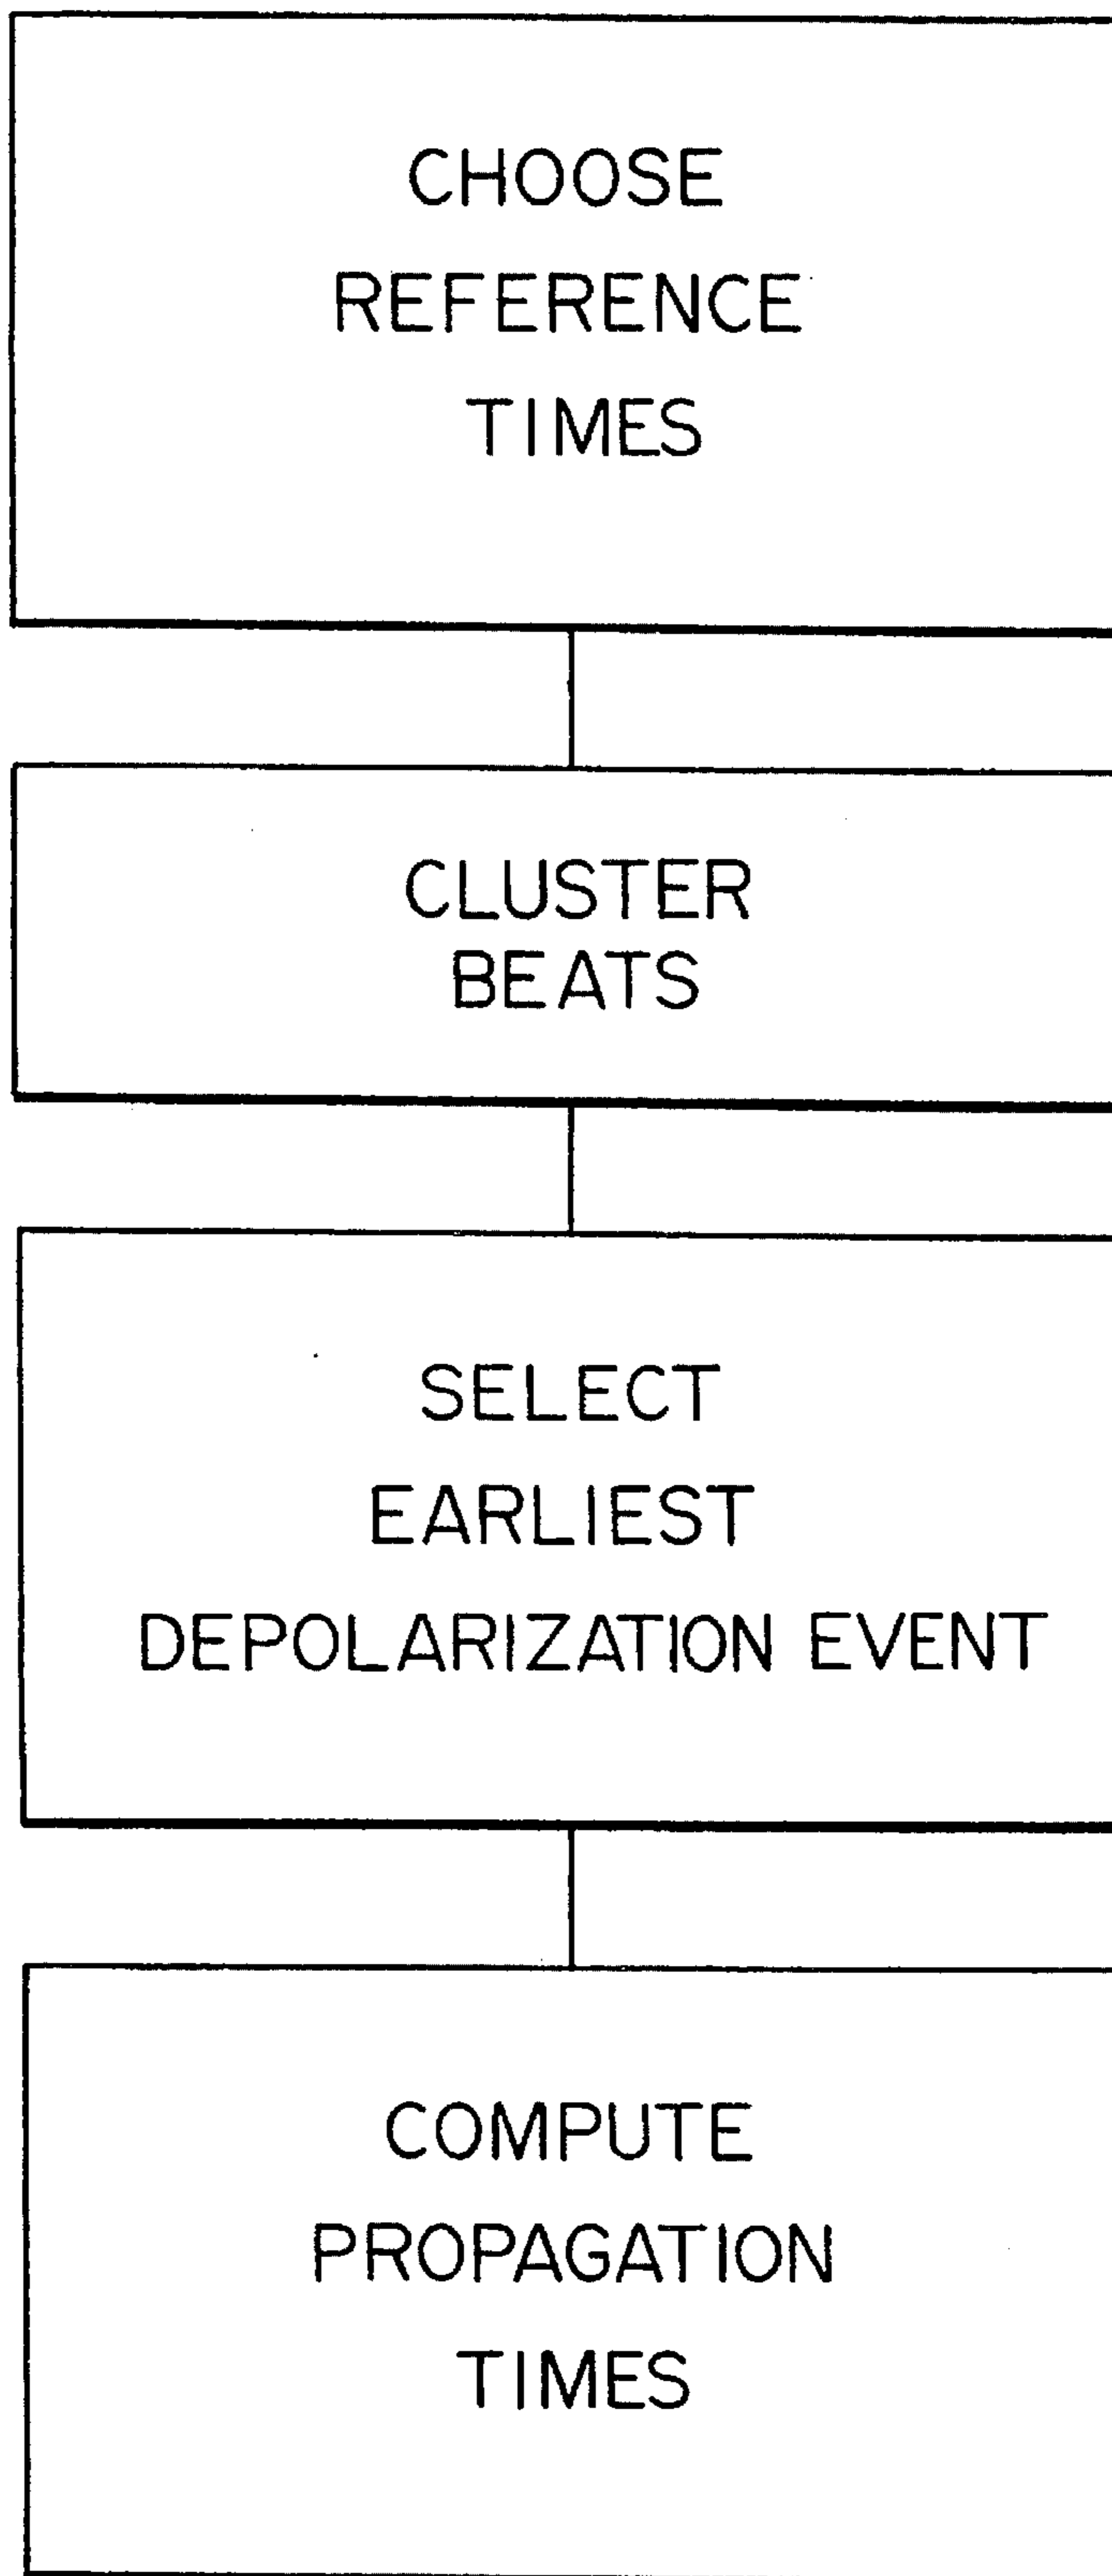 CHOOSE
REFERENCE
TIMES
CLUSTER
BEATS
SELECT
EARLIEST
DEPOLARIZATION EVENT
COMPUTE
PROPAGATION
TIMES